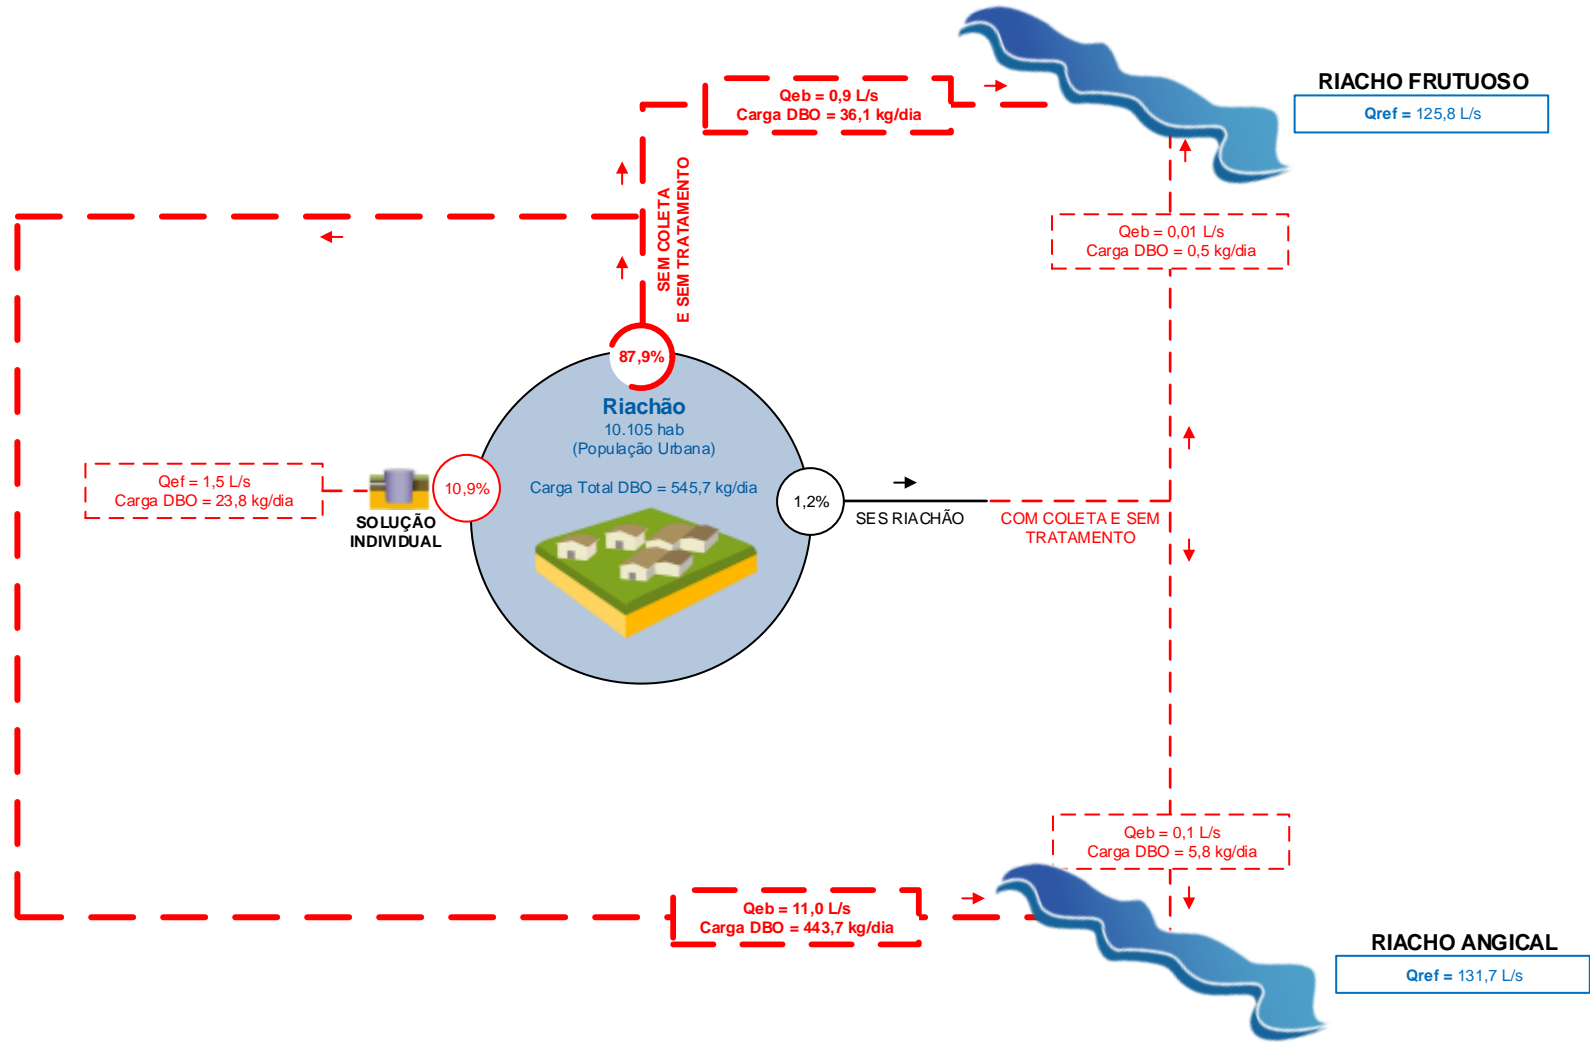 RIACHO FRUTUOSO
Qref = 125,8 L/s
Qeb = 0,9 L/s
Carga DBO = 36,1 kg/dia
SEM COLETA
E SEM TRATAMENTO
Qeb = 0,01 L/s
Carga DBO = 0,5 kg/dia
87,9%
Riachão
10.105 hab
(População Urbana)
Carga Total DBO = 545,7 kg/dia
Qef = 1,5 L/s
Carga DBO = 23,8 kg/dia
10,9%
SOLUÇÃO
INDIVIDUAL
1,2%
SES RIACHÃO
COM COLETA E SEM
TRATAMENTO
Qeb = 0,1 L/s
Carga DBO = 5,8 kg/dia
Qeb = 11,0 L/s
Carga DBO = 443,7 kg/dia
RIACHO ANGICAL
Qref = 131,7 L/s